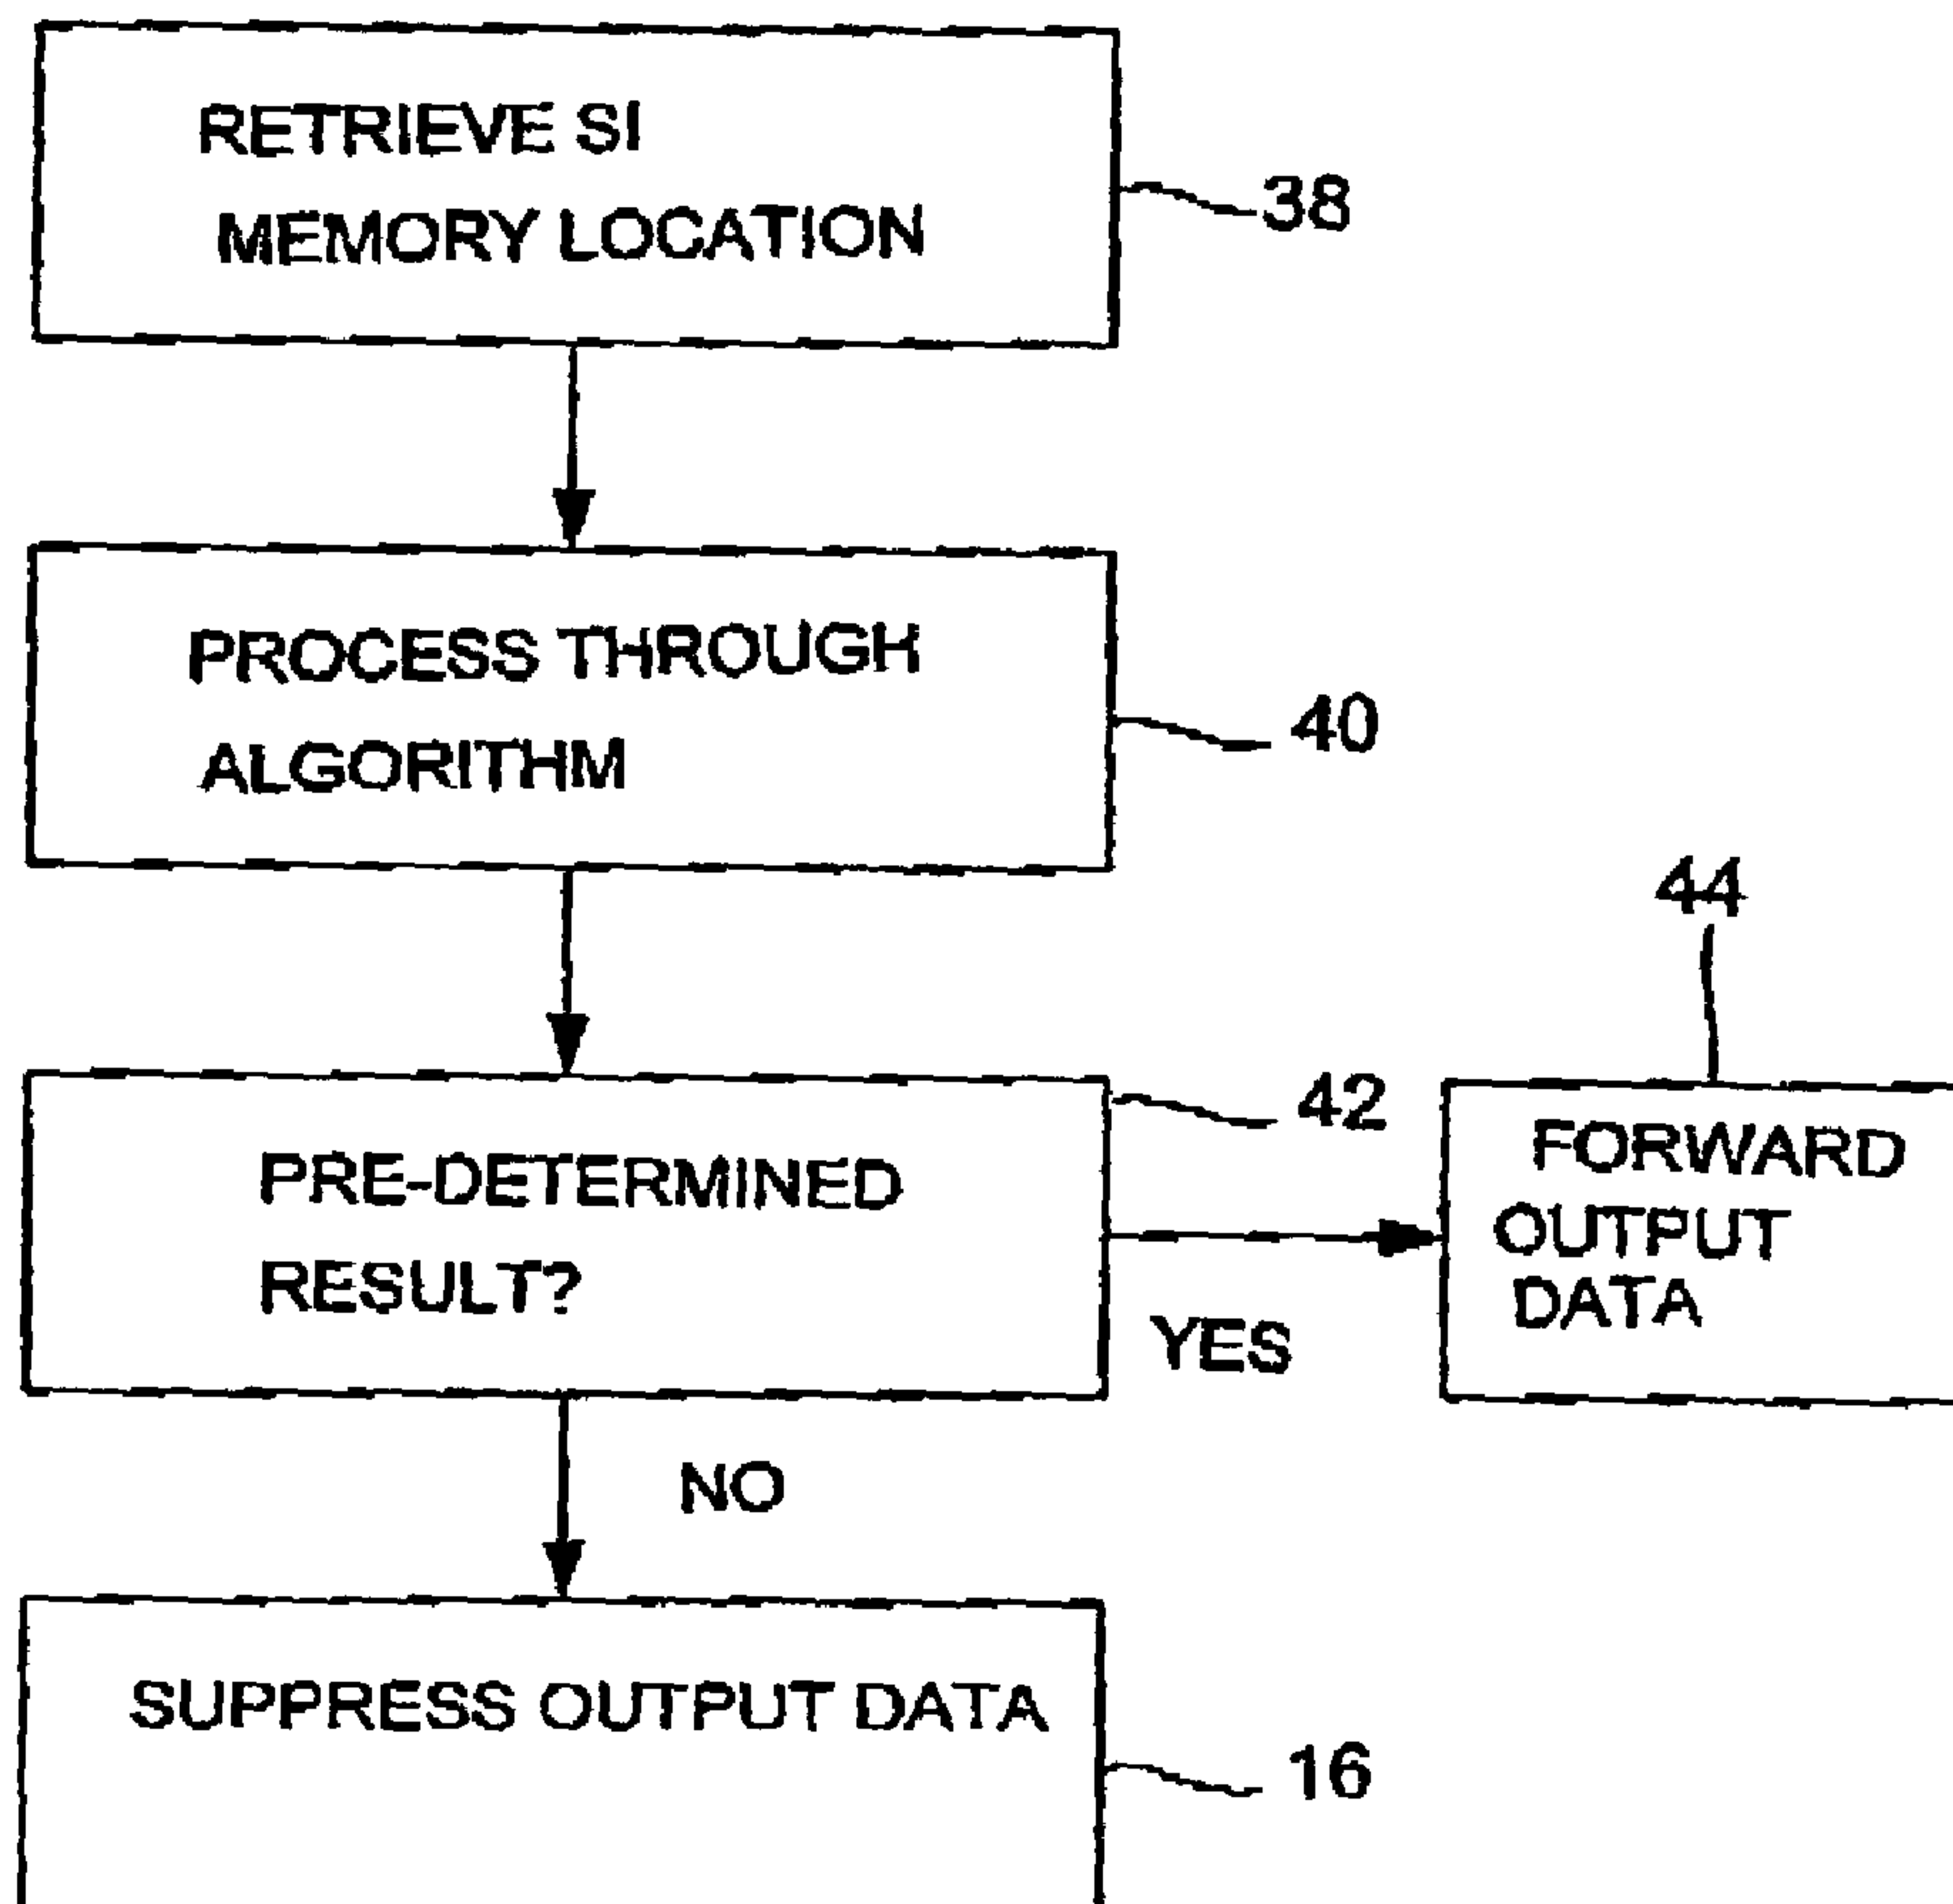 RETRIEVE SI
MEMORY LOCATION
38
PROCESS THROUGH
ALGORITHM
40
44
42
PRE-DETERMINED
RESULT?
FORWARD
OUTPUT
DATA
YES
NO
SUPPRESS OUTPUT DATA
16